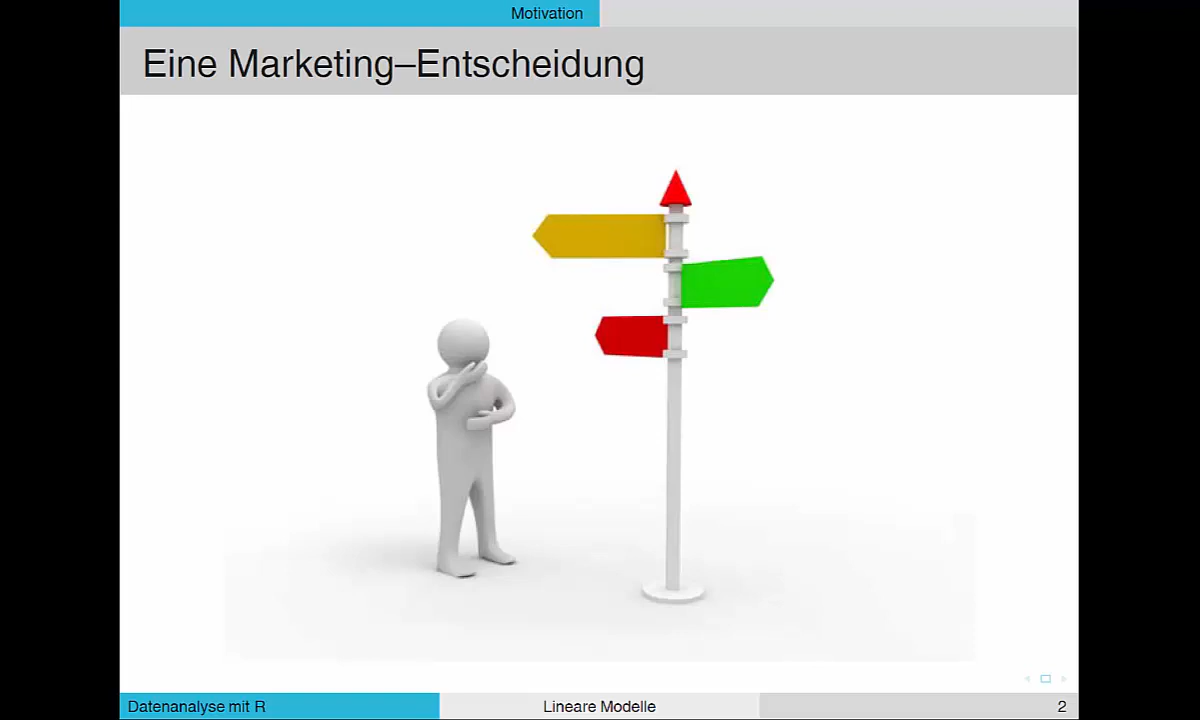 Motivation
Eine Marketing–Entscheidung
Datenanalyse mit R
Lineare Modelle
2